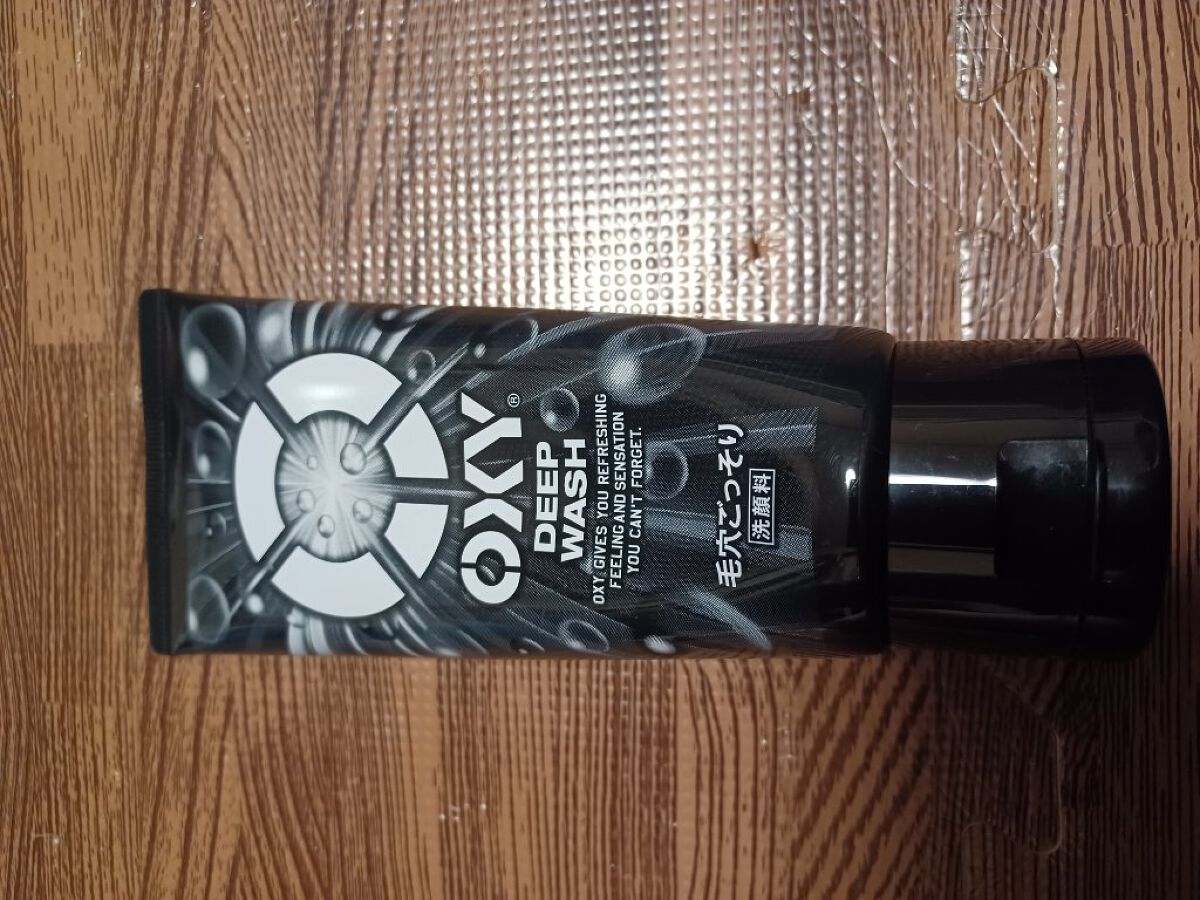 OXY®
DEEP
WASH
OXY GIVES YOU REFRESHING
FEELING AND SENSATION
YOU CAN'T FORGET.
毛穴ごっそり
洗顔料